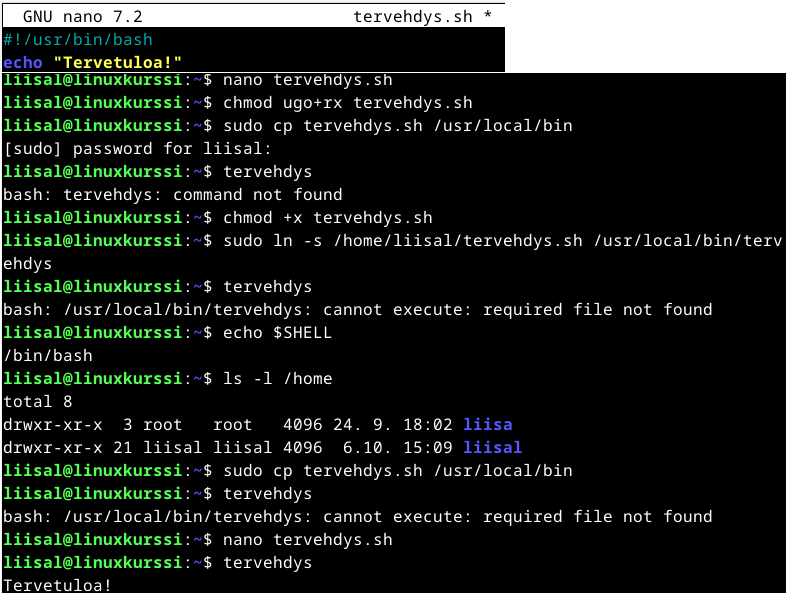 GNU nano 7.2 tervehdys.sh *
#!/usr/bin/bash
echo "Tervetuloa!"
liisal@linuxkurssi:~$ nano tervehdys.sh
liisal@linuxkurssi:~$ chmod ugo+rx tervehdys.sh
liisal@linuxkurssi:~$ sudo cp tervehdys.sh /usr/local/bin
[sudo] password for liisal:
liisal@linuxkurssi:~$ tervehdys
bash: tervehdys: command not found
liisal@linuxkurssi:~$ chmod +x tervehdys.sh
liisal@linuxkurssi:~$ sudo ln -s /home/liisal/tervehdys.sh /usr/local/bin/terv
ehdys
liisal@linuxkurssi:~$ tervehdys
bash: /usr/local/bin/tervehdys: cannot execute: required file not found
liisal@linuxkurssi:~$ echo $SHELL
/bin/bash
liisal@linuxkurssi:~$ ls -l /home
total 8
drwxr-xr-x  3 root   root   4096 24. 9. 18:02 liisa
drwxr-xr-x 21 liisal liisal 4096  6.10. 15:09 liisal
liisal@linuxkurssi:~$ sudo cp tervehdys.sh /usr/local/bin
liisal@linuxkurssi:~$ tervehdys
bash: /usr/local/bin/tervehdys: cannot execute: required file not found
liisal@linuxkurssi:~$ nano tervehdys.sh
liisal@linuxkurssi:~$ tervehdys
Tervetuloa!